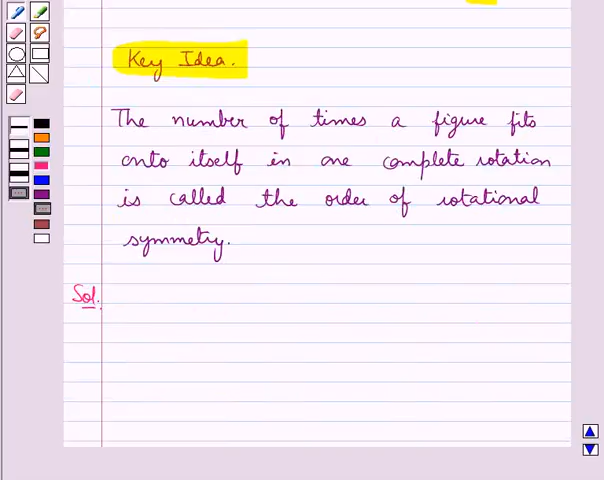 Key Idea.
The number of times a figure fits
onto itself in one complete rotation
is called the order of rotational
symmetry.
Sol.